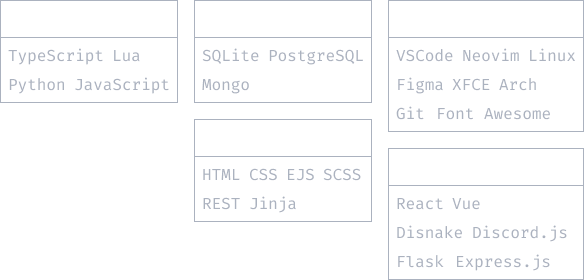 TypeScript Lua
Python JavaScript
SQLite PostgreSQL
Mongo
HTML CSS EJS SCSS
REST Jinja
VSCode Neovim Linux
Figma XFCE Arch
Git Font Awesome
React Vue
Disnake Discord.js
Flask Express.js